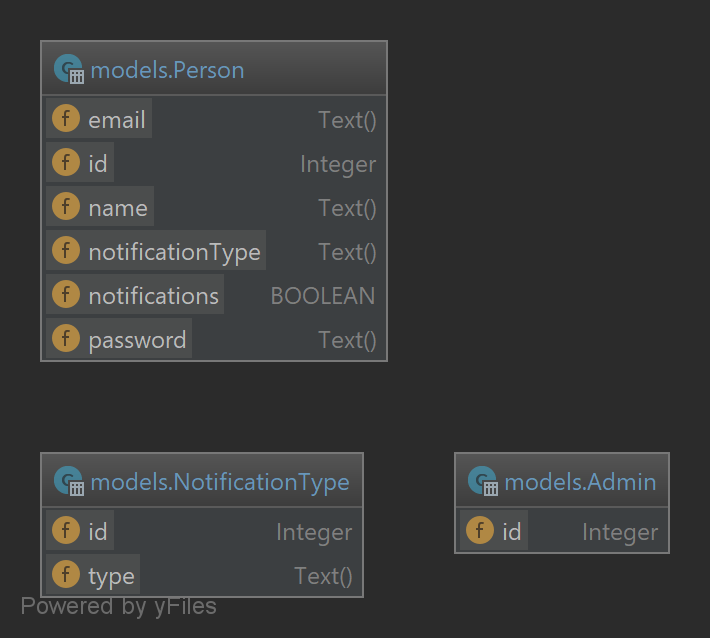 models.Person
f email Text()
f id Integer
f name Text()
f notificationType Text()
f notifications BOOLEAN
f password Text()
C models.NotificationType
f id Integer
f type Text()
C models.Admin
f id Integer
Powered by yFiles